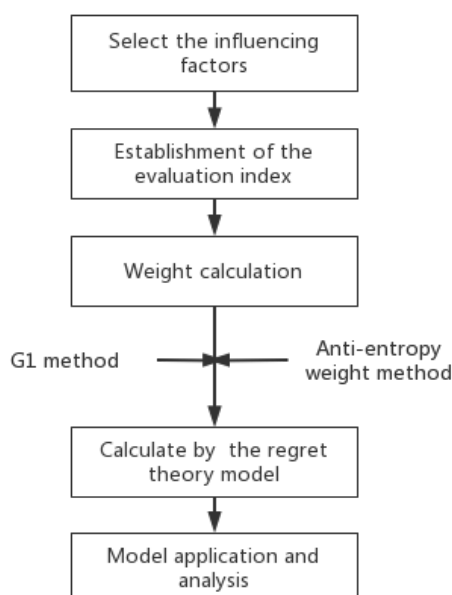 Select the influencing
factors
Establishment of the
evaluation index
Weight calculation
G1 method
Anti-entropy
weight method
Calculate by the regret
theory model
Model application and
analysis